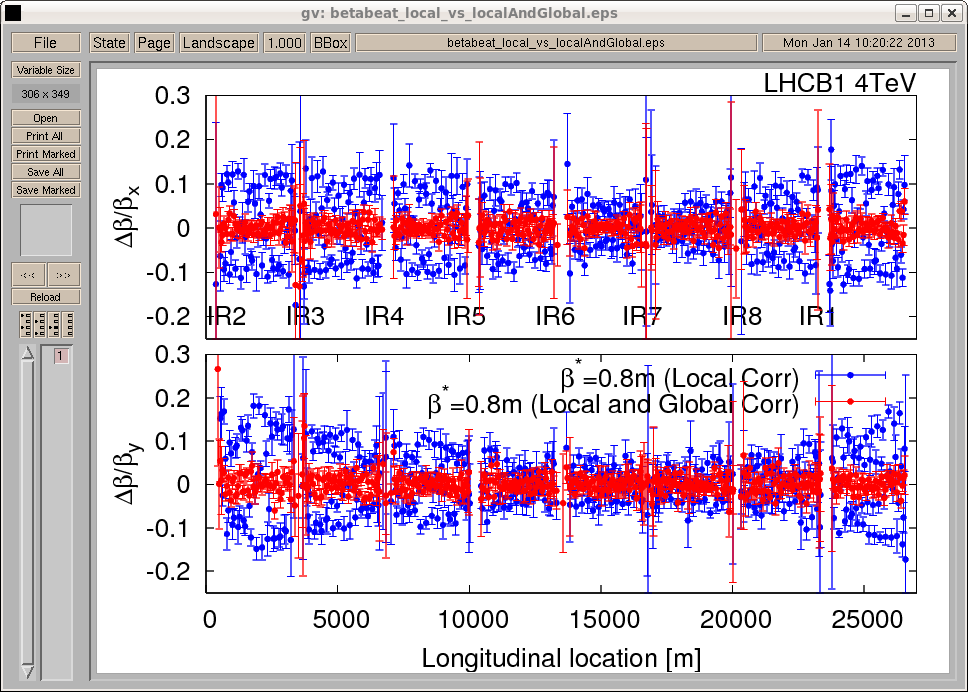 gv: betabeat_local_vs_localAndGlobal.eps
File State Page Landscape 1.000 BBox betabeat_local_vs_localAndGlobal.eps Mon Jan 14 10:20:22 2013
Variable Size
306 x 349
Open
Print All
Print Marked
Save All
Save Marked
<< >>
Reload
1
LHCB1 4TeV
0.3
0.2
0.1
0
-0.1
-0.2
Δβ/βx
IR2 IR3 IR4 IR5 IR6 IR7 IR8 IR1
0.3
0.2
0.1
0
-0.1
-0.2
Δβ/βy
β*=0.8m (Local Corr)
β*=0.8m (Local and Global Corr)
0 5000 10000 15000 20000 25000
Longitudinal location [m]